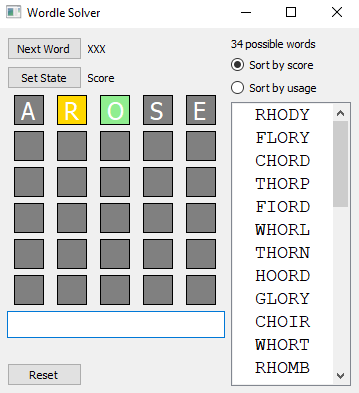 Wordle Solver
Next Word XXX
Set State Score
A R O S E
Reset
34 possible words
Sort by score
Sort by usage
RHODY
FLORY
CHORD
THORP
FIORD
WHORL
THORN
HOORD
GLORY
CHOIR
WHORT
RHOMB